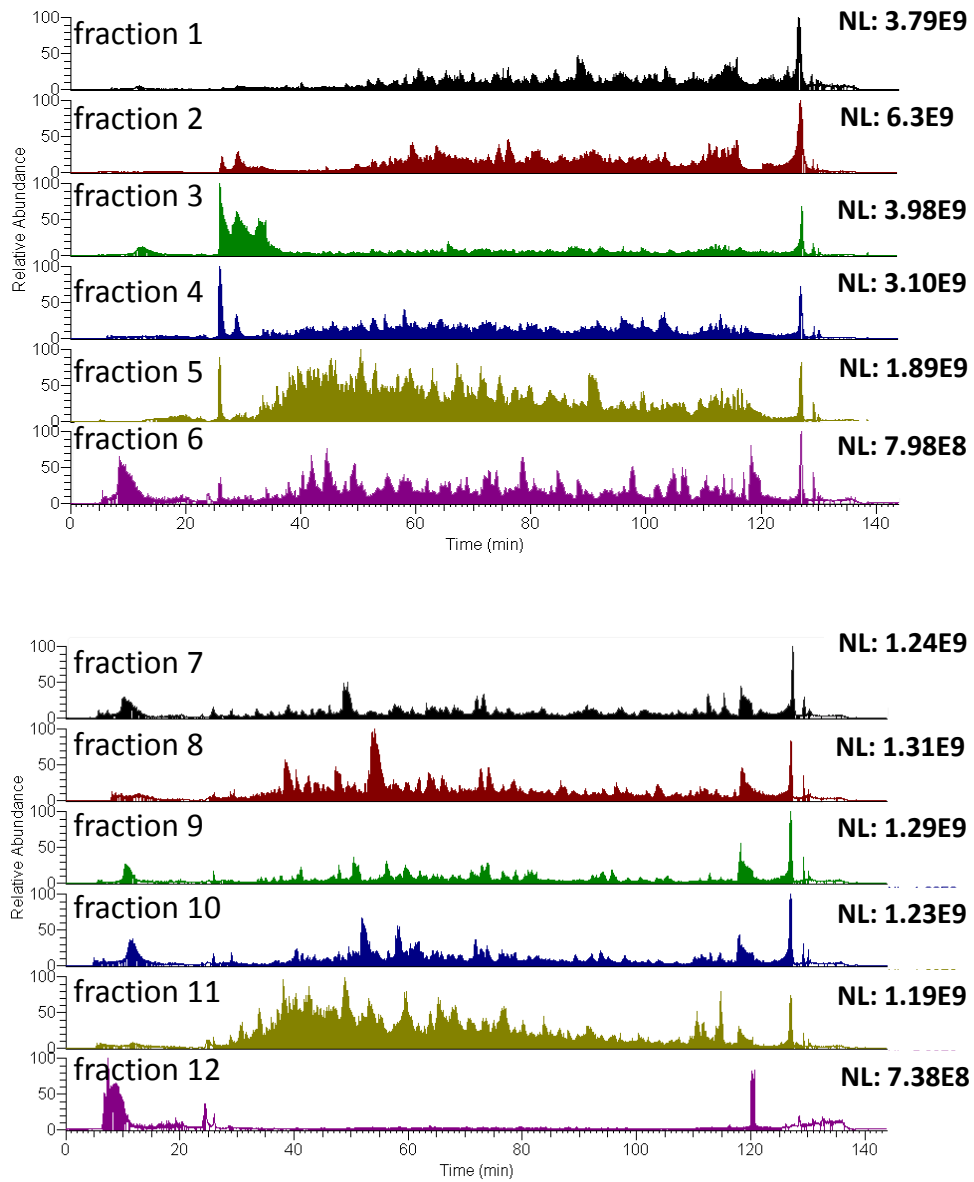 fraction 1
NL: 3.79E9
100
50
0
fraction 2
NL: 6.3E9
100
50
0
fraction 3
NL: 3.98E9
100
50
0
fraction 4
NL: 3.10E9
100
50
0
fraction 5
NL: 1.89E9
100
50
0
fraction 6
NL: 7.98E8
100
50
0
Relative Abundance
0 20 40 60 80 100 120 140
Time (min)
fraction 7
NL: 1.24E9
100
50
0
fraction 8
NL: 1.31E9
100
50
0
fraction 9
NL: 1.29E9
100
50
0
fraction 10
NL: 1.23E9
100
50
0
fraction 11
NL: 1.19E9
100
50
0
fraction 12
NL: 7.38E8
100
50
0
Relative Abundance
0 20 40 60 80 100 120 140
Time (min)